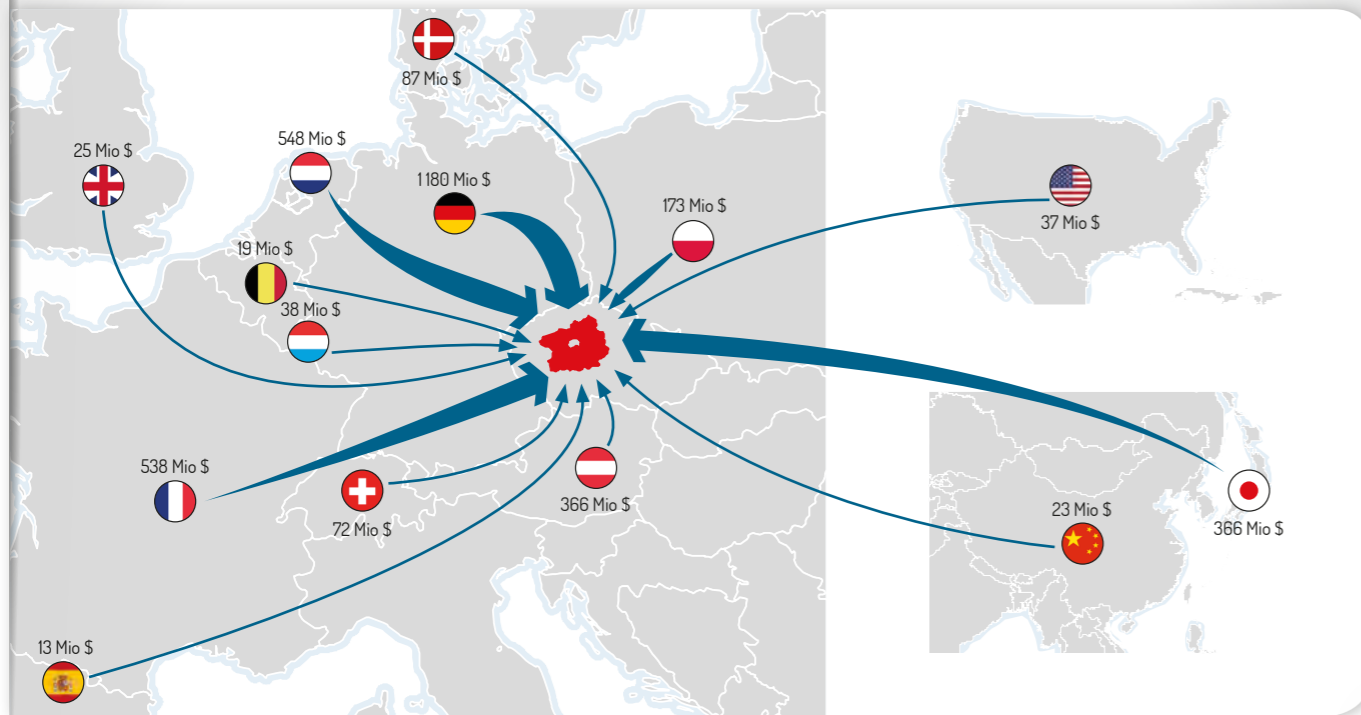 87 Mio $
25 Mio $
548 Mio $
1 180 Mio $
173 Mio $
37 Mio $
19 Mio $
38 Mio $
538 Mio $
72 Mio $
366 Mio $
23 Mio $
366 Mio $
13 Mio $